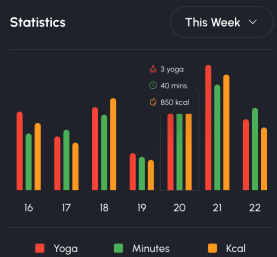 Statistics
This Week
3 yoga
40 mins
850 kcal
16 17 18 19 20 21 22
Yoga Minutes Kcal